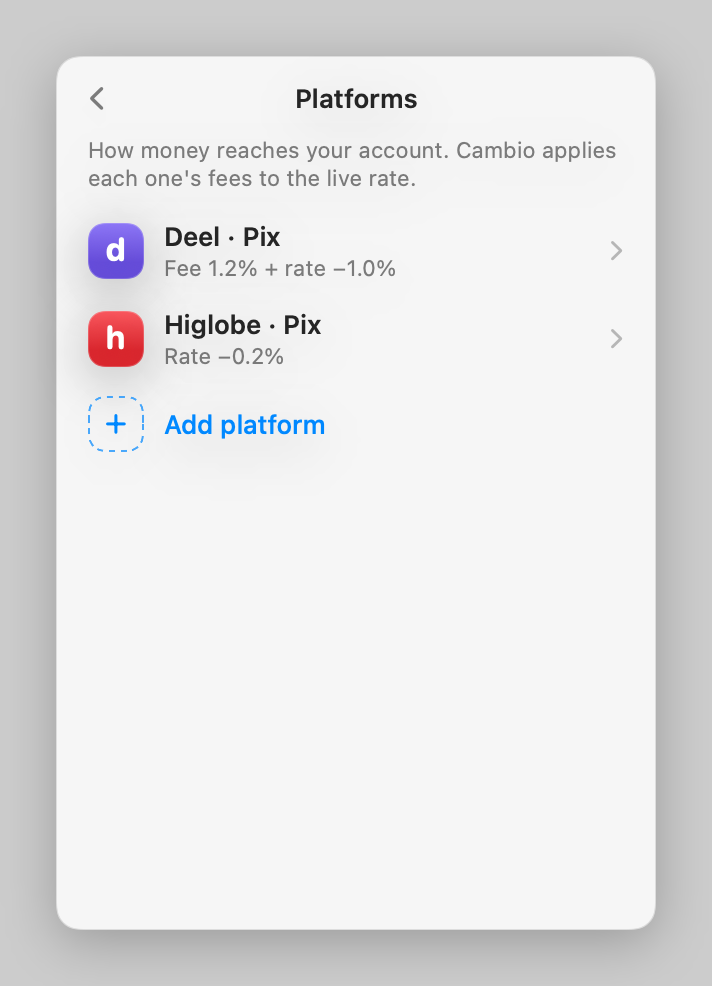 Platforms
How money reaches your account. Cambio applies
each one's fees to the live rate.
d
Deel · Pix
Fee 1.2% + rate −1.0%
h
Higlobe · Pix
Rate −0.2%
+
Add platform